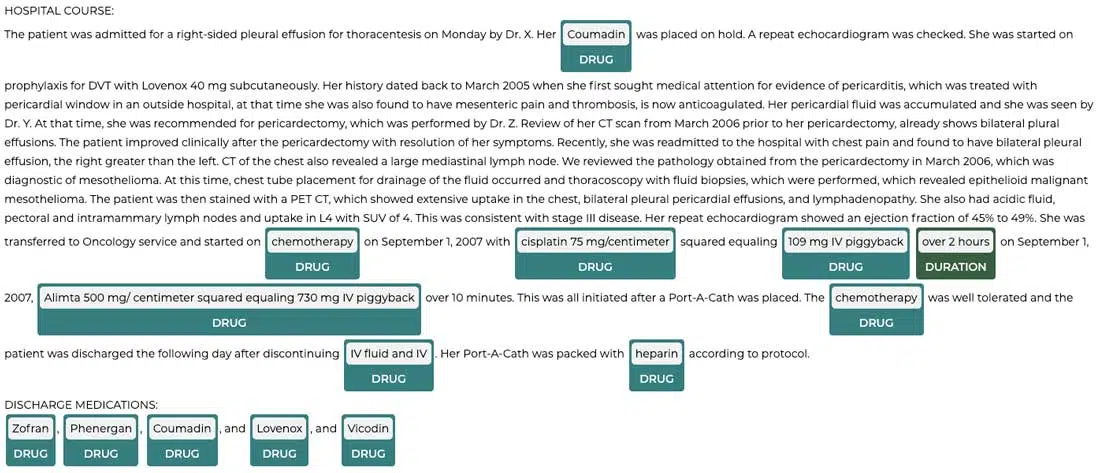 HOSPITAL COURSE:
The patient was admitted for a right-sided pleural effusion for thoracentesis on Monday by Dr. X. Her Coumadin was placed on hold. A repeat echocardiogram was checked. She was started on
DRUG
prophylaxis for DVT with Lovenox 40 mg subcutaneously. Her history dated back to March 2005 when she first sought medical attention for evidence of pericarditis, which was treated with
pericardial window in an outside hospital, at that time she was also found to have mesenteric pain and thrombosis, is now anticoagulated. Her pericardial fluid was accumulated and she was seen by
Dr. Y. At that time, she was recommended for pericardectomy, which was performed by Dr. Z. Review of her CT scan from March 2006 prior to her pericardectomy, already shows bilateral plural
effusions. The patient improved clinically after the pericardectomy with resolution of her symptoms. Recently, she was readmitted to the hospital with chest pain and found to have bilateral pleural
effusion, the right greater than the left. CT of the chest also revealed a large mediastinal lymph node. We reviewed the pathology obtained from the pericardectomy in March 2006, which was
diagnostic of mesothelioma. At this time, chest tube placement for drainage of the fluid occurred and thoracoscopy with fluid biopsies, which were performed, which revealed epithelioid malignant
mesothelioma. The patient was then stained with a PET CT, which showed extensive uptake in the chest, bilateral pleural pericardial effusions, and lymphadenopathy. She also had acidic fluid,
pectoral and intramammary lymph nodes and uptake in L4 with SUV of 4. This was consistent with stage III disease. Her repeat echocardiogram showed an ejection fraction of 45% to 49%. She was
transferred to Oncology service and started on chemotherapy on September 1, 2007 with cisplatin 75 mg/centimeter squared equaling 109 mg IV piggyback over 2 hours on September 1,
DRUG DRUG DRUG DURATION
2007, Alimta 500 mg/ centimeter squared equaling 730 mg IV piggyback over 10 minutes. This was all initiated after a Port-A-Cath was placed. The chemotherapy was well tolerated and the
DRUG DRUG
patient was discharged the following day after discontinuing IV fluid and IV . Her Port-A-Cath was packed with heparin according to protocol.
DRUG DRUG
DISCHARGE MEDICATIONS:
Zofran , Phenergan , Coumadin , and Lovenox , and Vicodin
DRUG DRUG DRUG DRUG DRUG